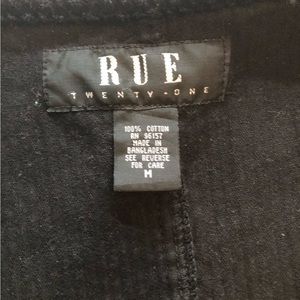 RUE
TWENTY-ONE
100% COTTON
RN 96157
MADE IN
BANGLADESH
SEE REVERSE
FOR CARE
M